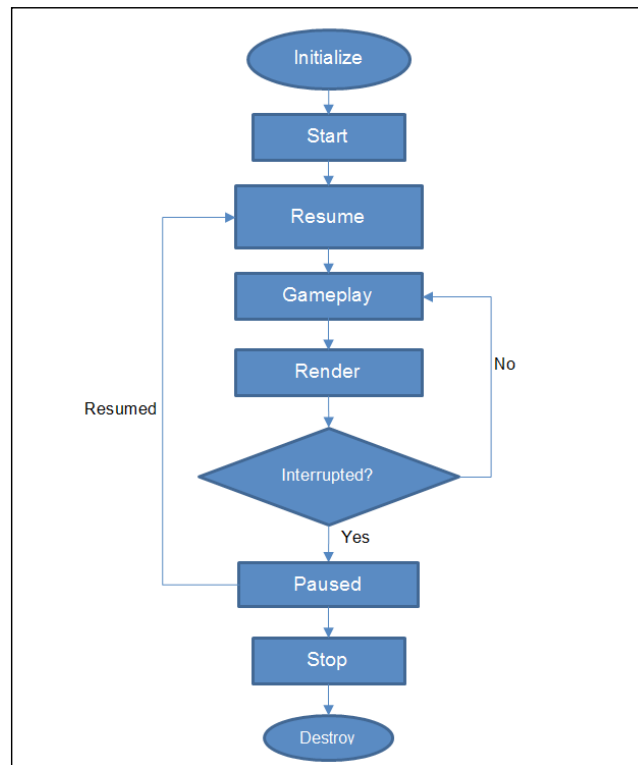 Initialize
Start
Resume
Gameplay
Render
No
Resumed
Interrupted?
Yes
Paused
Stop
Destroy